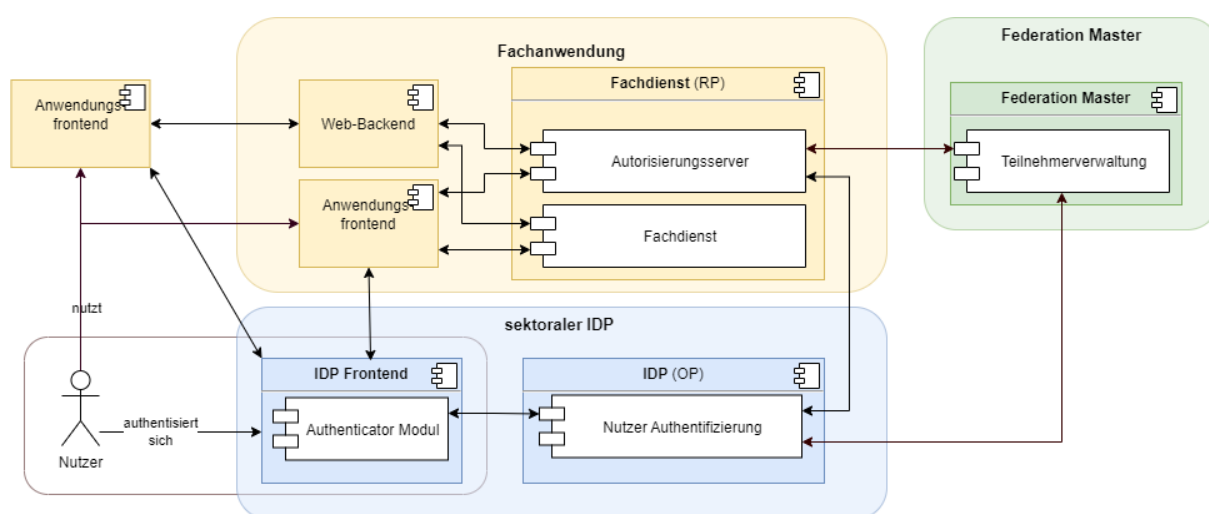 Fachanwendung
Federation Master
Anwendungs
frontend
Web-Backend
Fachdienst (RP)
Autorisierungsserver
Federation Master
Teilnehmerverwaltung
Anwendungs
frontend
Fachdienst
nutzt
sektoraler IDP
IDP Frontend
IDP (OP)
authentisiert
sich
Authenticator Modul
Nutzer Authentifizierung
Nutzer